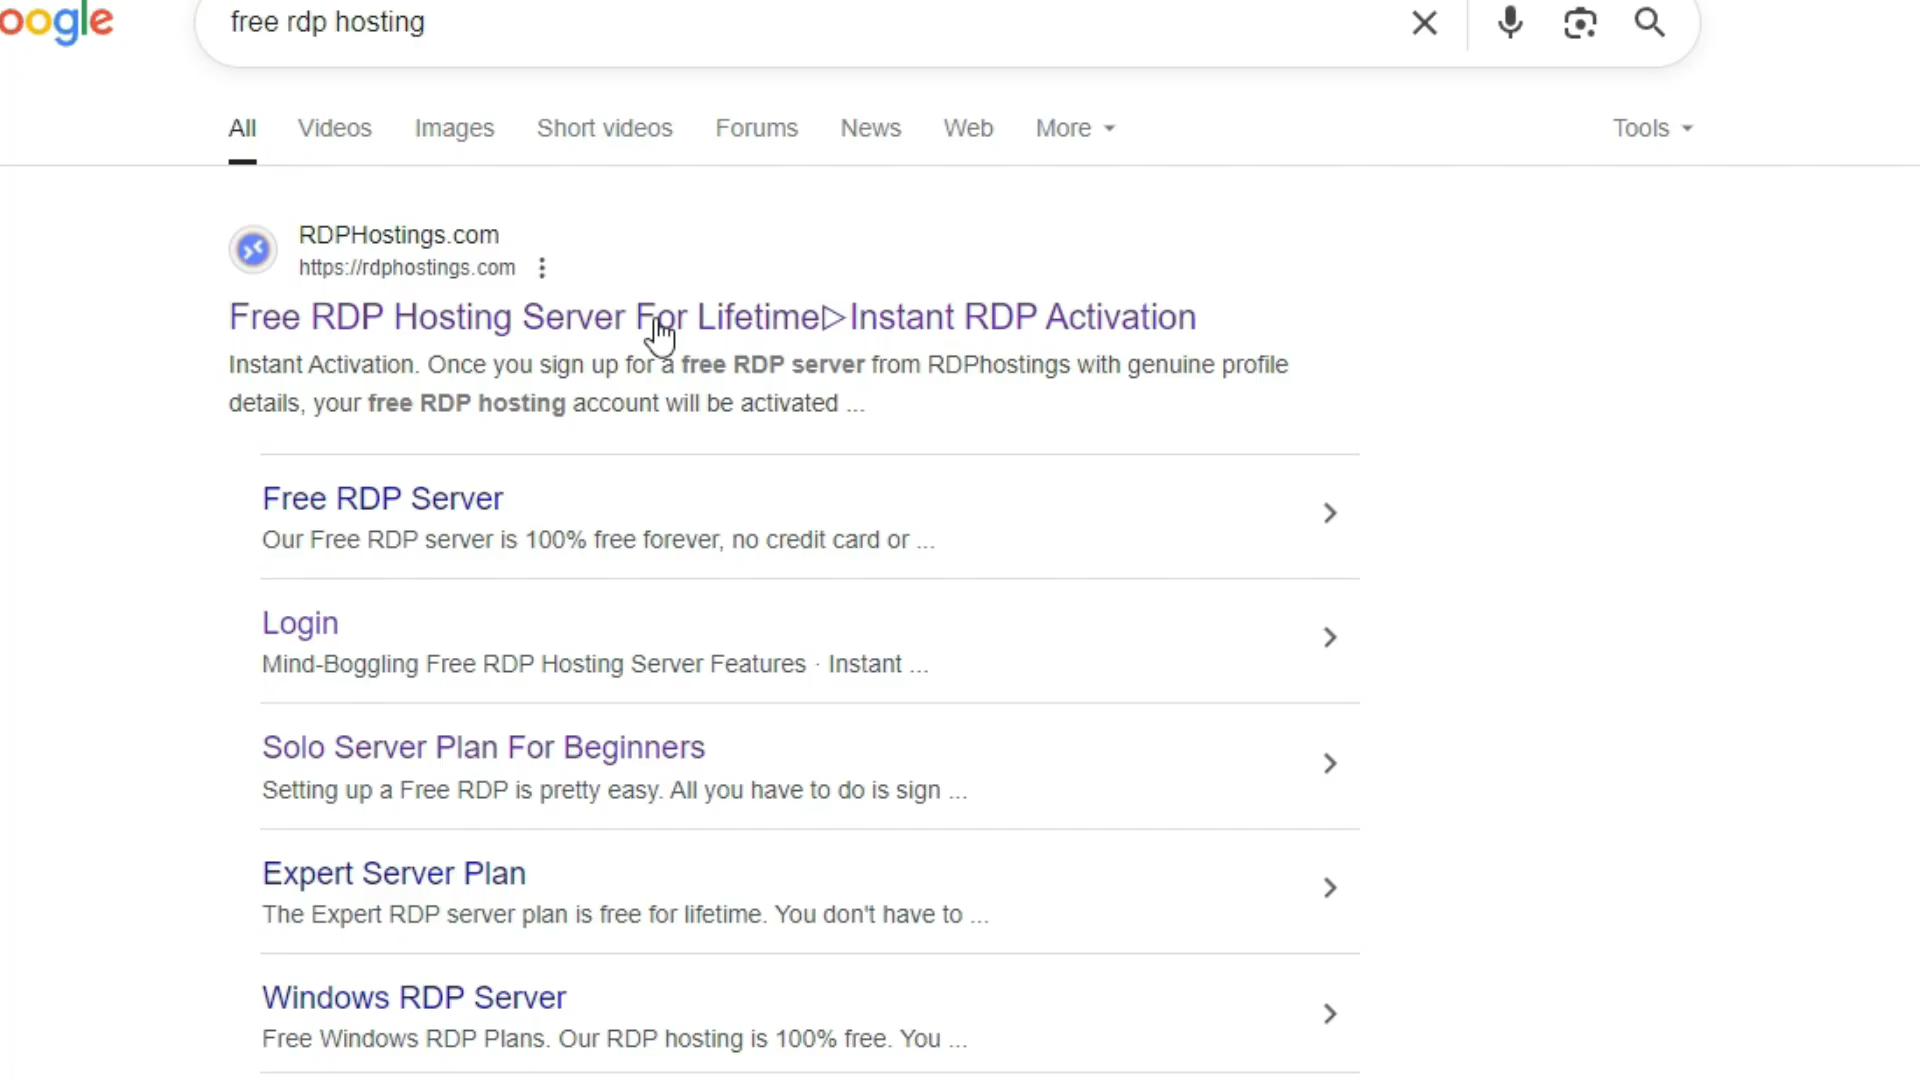 oogle
free rdp hosting
All Videos Images Short videos Forums News Web More Tools
RDPHostings.com
https://rdphostings.com
Free RDP Hosting Server For Lifetime▷Instant RDP Activation
Instant Activation. Once you sign up for a free RDP server from RDPhostings with genuine profile
details, your free RDP hosting account will be activated ...
Free RDP Server
Our Free RDP server is 100% free forever, no credit card or ...
Login
Mind-Boggling Free RDP Hosting Server Features · Instant ...
Solo Server Plan For Beginners
Setting up a Free RDP is pretty easy. All you have to do is sign ...
Expert Server Plan
The Expert RDP server plan is free for lifetime. You don't have to ...
Windows RDP Server
Free Windows RDP Plans. Our RDP hosting is 100% free. You ...